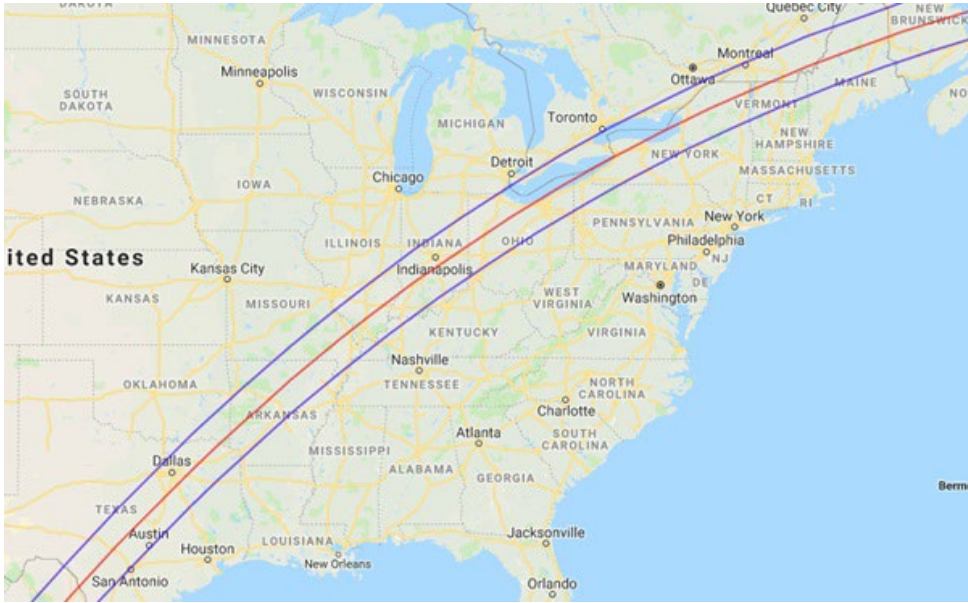 DAKOTA
Quebec City
NEW
BRUNSWICK
MINNESOTA
Montreal
Minneapolis
Ottawa
MAINE
SOUTH
DAKOTA
WISCONSIN
VERMONT
NO
Toronto
MICHIGAN
NEW
HAMPSHIRE
Detroit
NEW YORK
MASSACHUSETTS
Chicago
IOWA
CT
RI
NEBRASKA
New York
PENNSYLVANIA
ILLINOIS
INDIANA
OHIO
Philadelphia
ited States
NJ
Kansas City
Indianapolis
MARYLAND
DE
KANSAS
MISSOURI
WEST
VIRGINIA
Washington
KENTUCKY
VIRGINIA
Nashville
OKLAHOMA
TENNESSEE
NORTH
CAROLINA
ARKANSAS
Charlotte
Atlanta
SOUTH
CAROLINA
MISSISSIPPI
Dallas
ALABAMA
GEORGIA
Berm
TEXAS
Austin
LOUISIANA
Jacksonville
Houston
New Orleans
San Antonio
Orlando